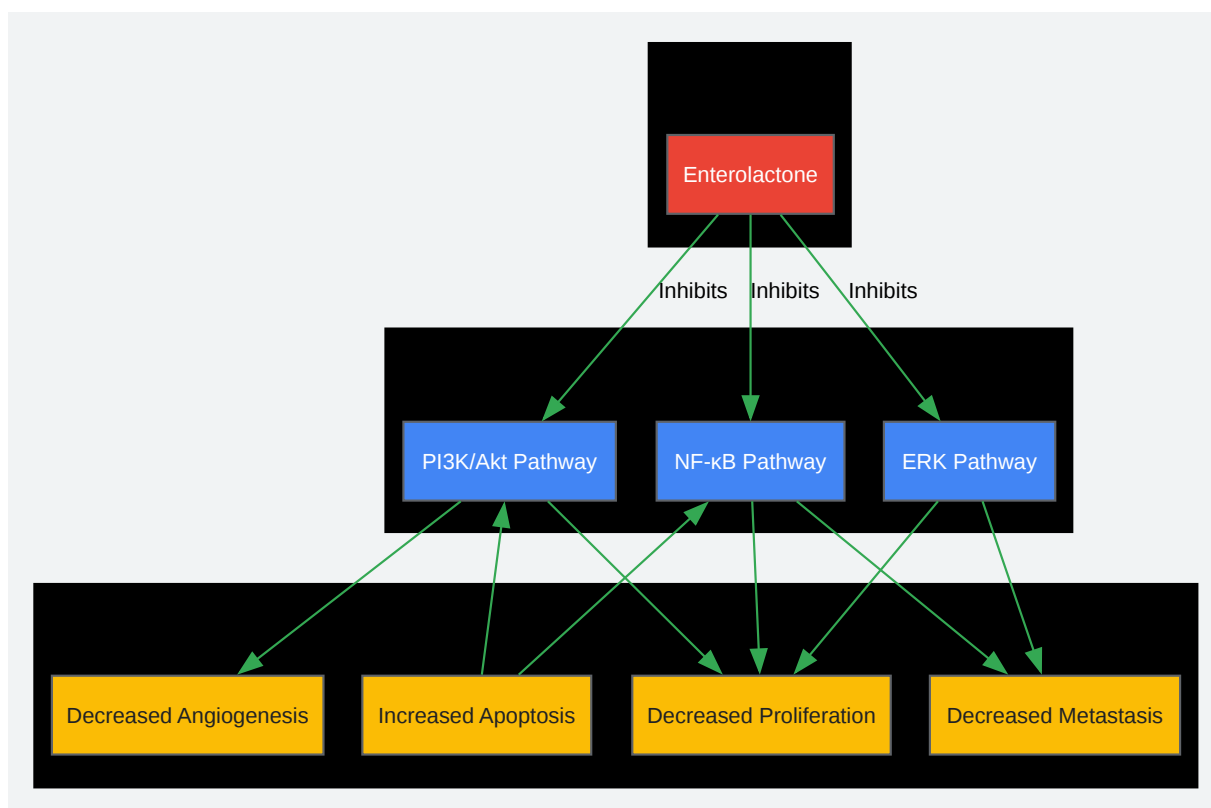 Enterolactone
Inhibits
Inhibits
Inhibits
PI3K/Akt Pathway
NF-κB Pathway
ERK Pathway
Decreased Angiogenesis
Increased Apoptosis
Decreased Proliferation
Decreased Metastasis